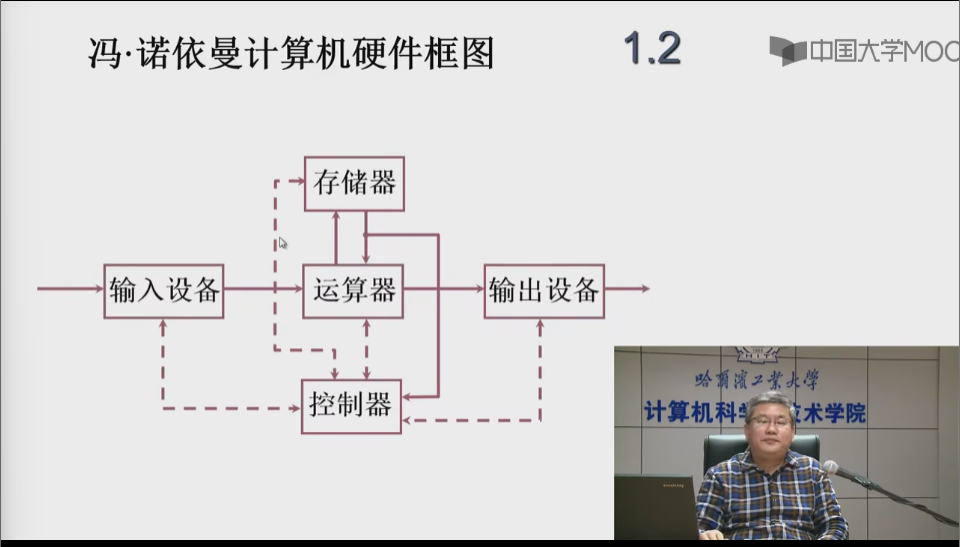 冯·诺依曼计算机硬件框图
1.2
中国大学MOO
存储器
输入设备
运算器
输出设备
控制器
哈尔滨工业大学
计算机科学
技术学院